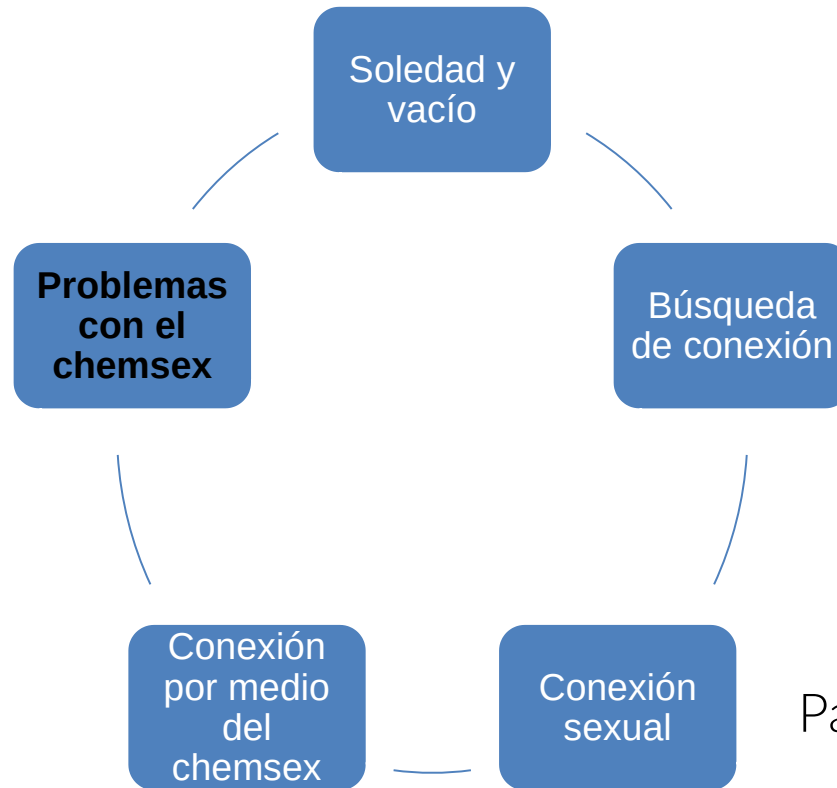 Soledad y
vacío
Búsqueda
de conexión
Conexión
sexual
Conexión
por medio
del
chemsex
Problemas
con el
chemsex